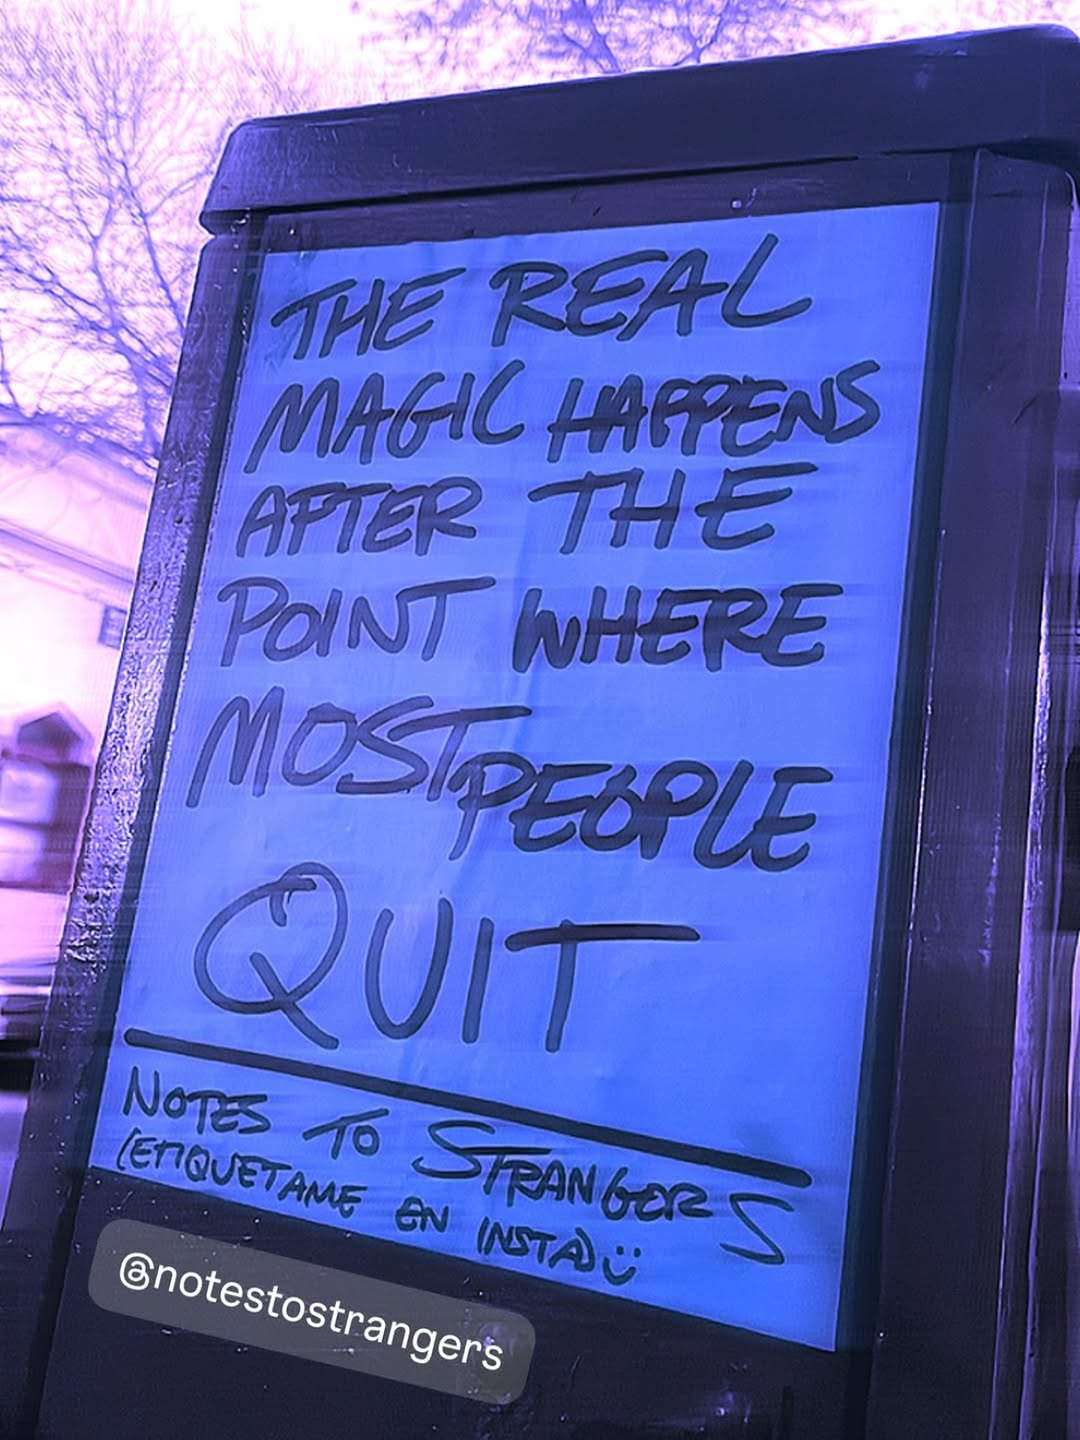 THE REAL
MAGIC HAPPENS
AFTER THE
POINT WHERE
MOST PEOPLE
QUIT
NOTES TO STRANGERS
(ETIQUETAME EN INSTA) :)
@notestostrangers